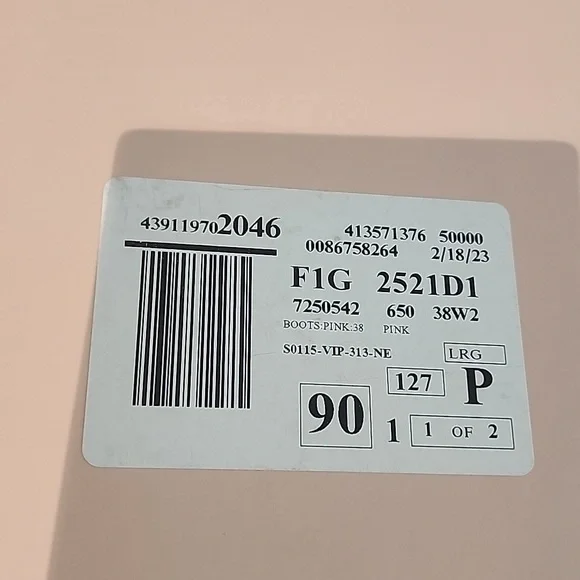 439119702046
413571376 50000
0086758264 2/18/23
F1G 2521D1
7250542 650 38W2
BOOTS:PINK:38 PINK
S0115-VIP-313-NE
LRG
127 P
90
1 1 OF 2